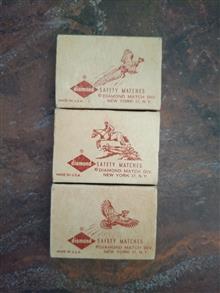 ®
diamond
SAFETY MATCHES
© DIAMOND MATCH DIV.
MADE IN U.S.A.
NEW YORK 17, N.Y.
®
diamond
SAFETY MATCHES
© DIAMOND MATCH DIV.
MADE IN U.S.A.
NEW YORK 17, N.Y.
®
diamond
SAFETY MATCHES
© DIAMOND MATCH DIV.
MADE IN U.S.A.
NEW YORK 17, N.Y.